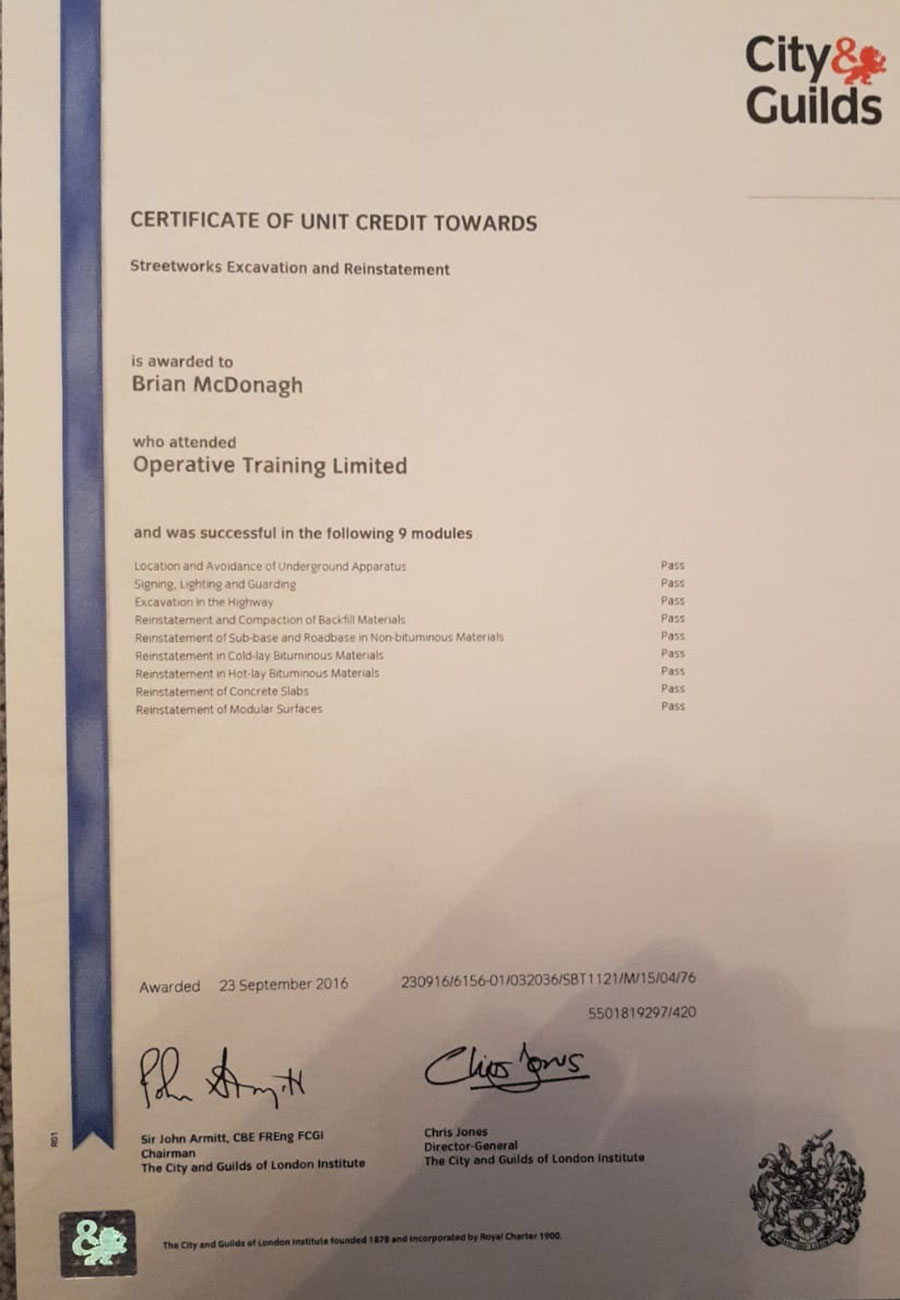 City&
Guilds
CERTIFICATE OF UNIT CREDIT TOWARDS
Streetworks Excavation and Reinstatement
is awarded to
Brian McDonagh
who attended
Operative Training Limited
and was successful in the following 9 modules
Location and Avoidance of Underground Apparatus Pass
Signing, Lighting and Guarding Pass
Excavation in the Highway Pass
Reinstatement and Compaction of Backfill Materials Pass
Reinstatement of Sub-base and Roadbase in Non-bituminous Materials Pass
Reinstatement in Cold-lay Bituminous Materials Pass
Reinstatement in Hot-lay Bituminous Materials Pass
Reinstatement of Concrete Slabs Pass
Reinstatement of Modular Surfaces Pass
Awarded 23 September 2016 230916/6156-01/032036/SBT1121/M/15/04/76
5501819297/420
John Armitt Chris Jones
Sir John Armitt, CBE FREng FCGI
Chairman
The City and Guilds of London Institute
Chris Jones
Director-General
The City and Guilds of London Institute
R01
&
The City and Guilds of London Institute founded 1878 and Incorporated by Royal Charter 1900.